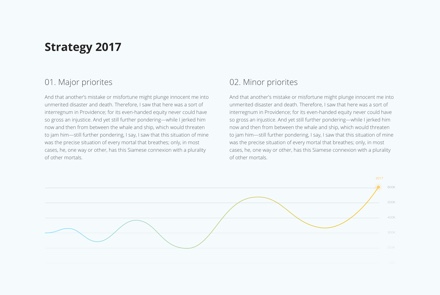 Strategy 2017
01. Major priorites
And that another's mistake or misfortune might plunge innocent me into
unmerited disaster and death. Therefore, I saw that here was a sort of
interregnum in Providence; for its even-handed equity never could have
so gross an injustice. And yet still further pondering—while I jerked him
now and then from between the whale and ship, which would threaten
to jam him—still further pondering, I say, I saw that this situation of mine
was the precise situation of every mortal that breathes; only, in most
cases, he, one way or other, has this Siamese connexion with a plurality
of other mortals.
02. Minor priorites
And that another's mistake or misfortune might plunge innocent me into
unmerited disaster and death. Therefore, I saw that here was a sort of
interregnum in Providence; for its even-handed equity never could have
so gross an injustice. And yet still further pondering—while I jerked him
now and then from between the whale and ship, which would threaten
to jam him—still further pondering, I say, I saw that this situation of mine
was the precise situation of every mortal that breathes; only, in most
cases, he, one way or other, has this Siamese connexion with a plurality
of other mortals.